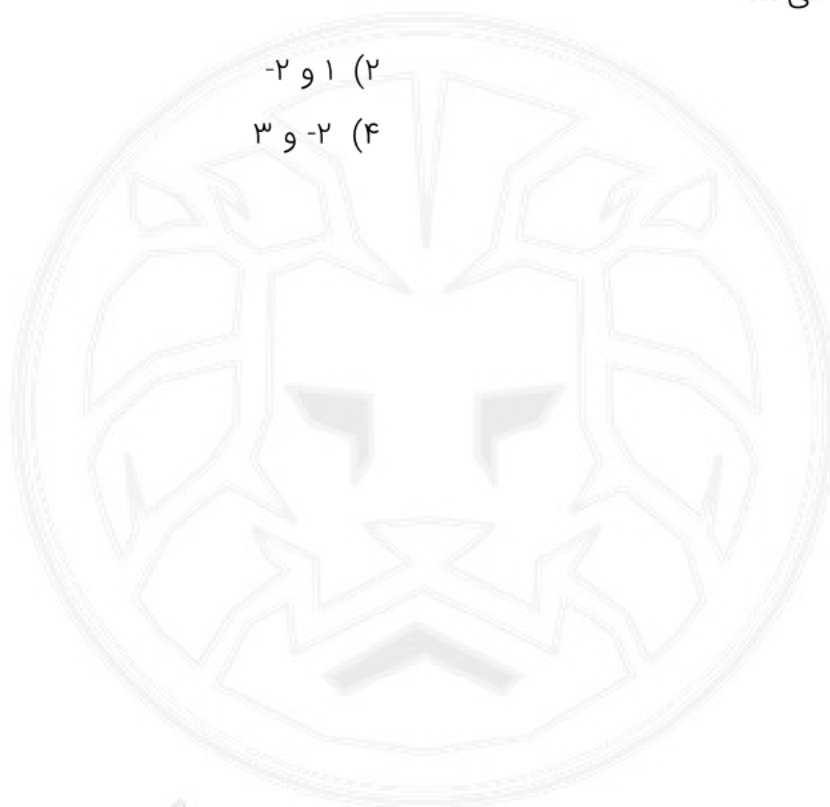 ۲) ۱ و ۲-
۴) ۲- و ۳